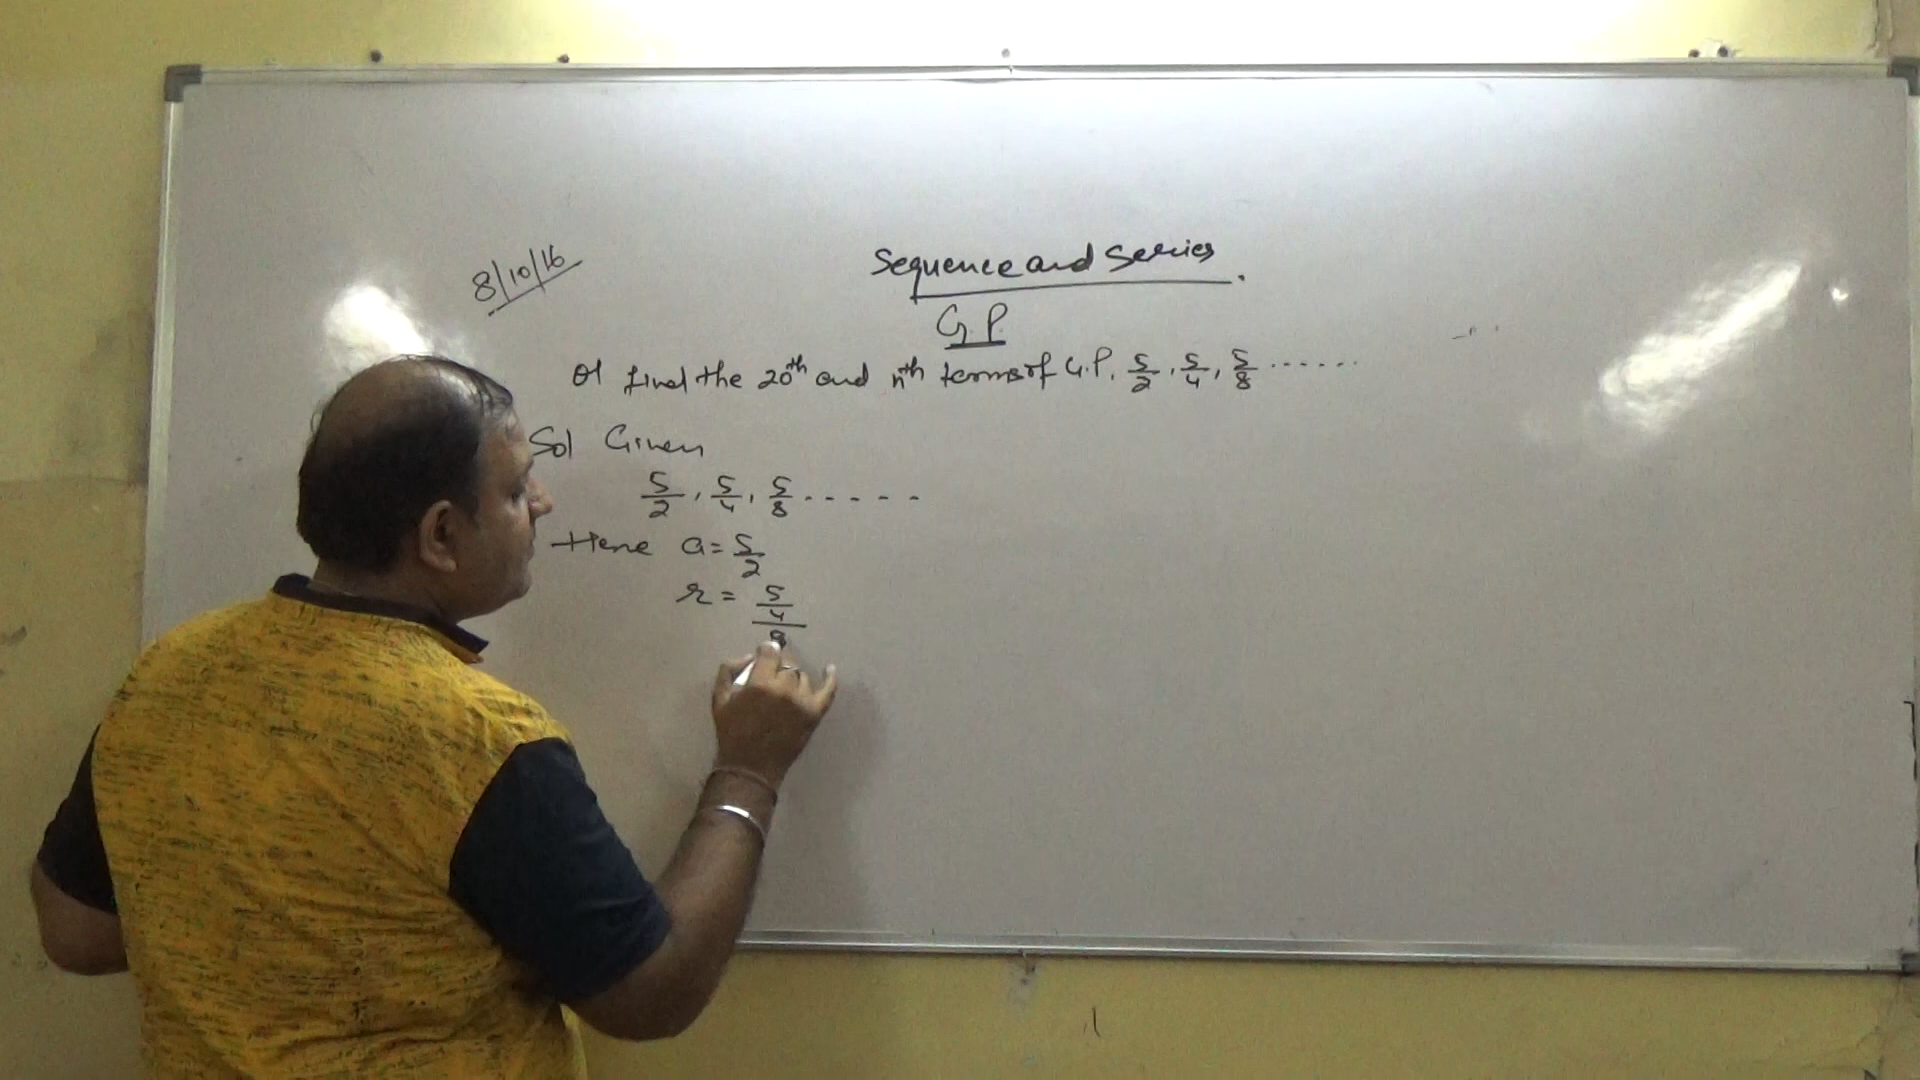 8/10/16
Sequence and Series.
G.P.
Q1 find the 20th and nth terms of G.P. 5/2, 5/4, 5/8 ......
Sol Given
5/2, 5/4, 5/8 ......
Here a = 5/2
r = 5/4